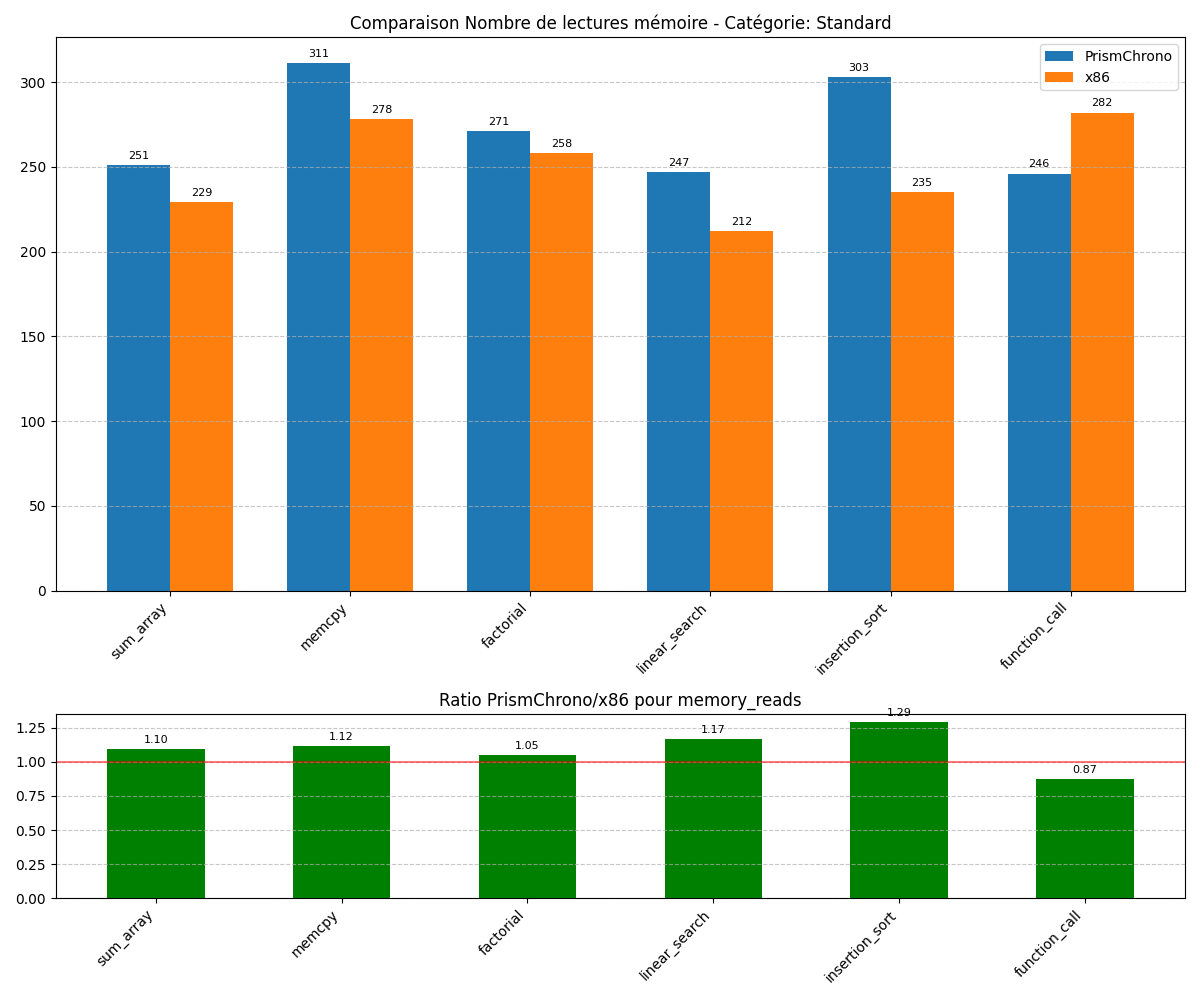 Comparaison Nombre de lectures mémoire - Catégorie: Standard
PrismChrono
x86
300
250
200
150
100
50
0
251
229
311
278
271
258
247
212
303
235
246
282
sum_array
memcpy
factorial
linear_search
insertion_sort
function_call
Ratio PrismChrono/x86 pour memory_reads
1.25
1.00
0.75
0.50
0.25
0.00
1.10
1.12
1.05
1.17
1.29
0.87
sum_array
memcpy
factorial
linear_search
insertion_sort
function_call